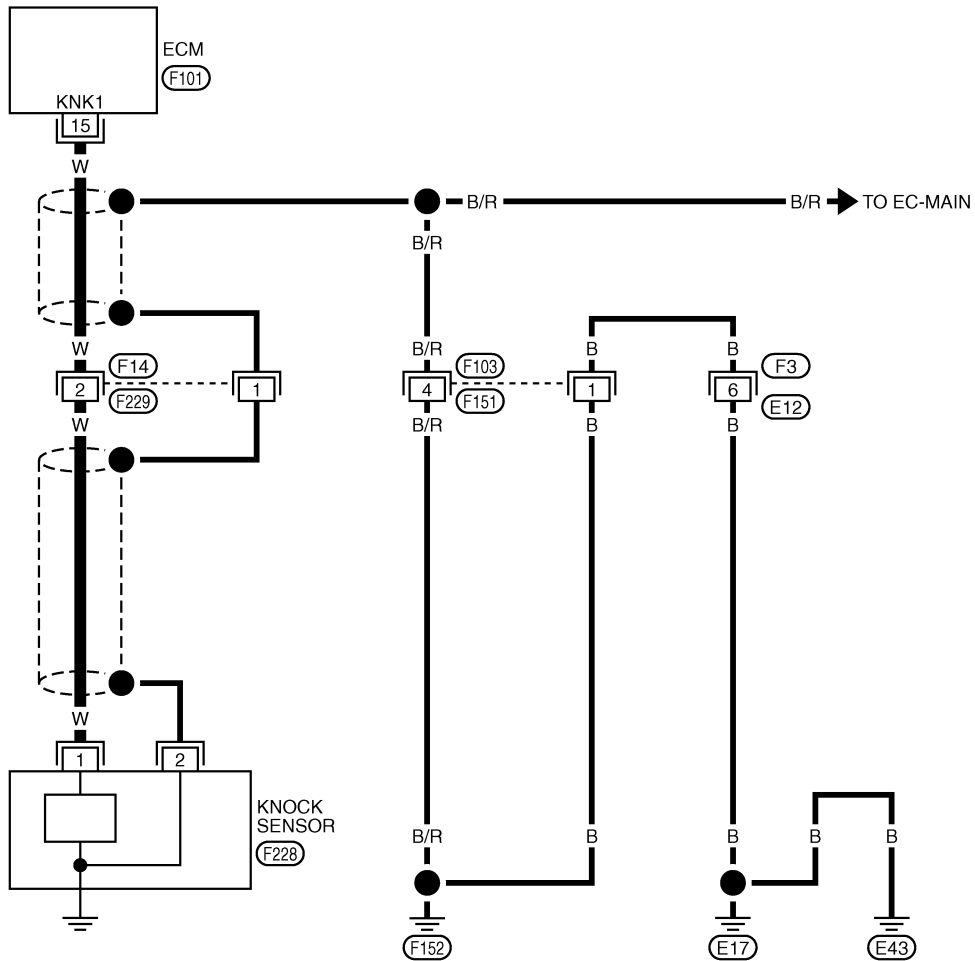 ECM
F101
KNK1
15
W
B/R B/R TO EC-MAIN
B/R
W B/R B B
F14 F103 F3
2 1 4 1 6
F229 F151 E12
W B/R B B
W
1 2
KNOCK
SENSOR
F228
B/R B B B B
F152 E17 E43